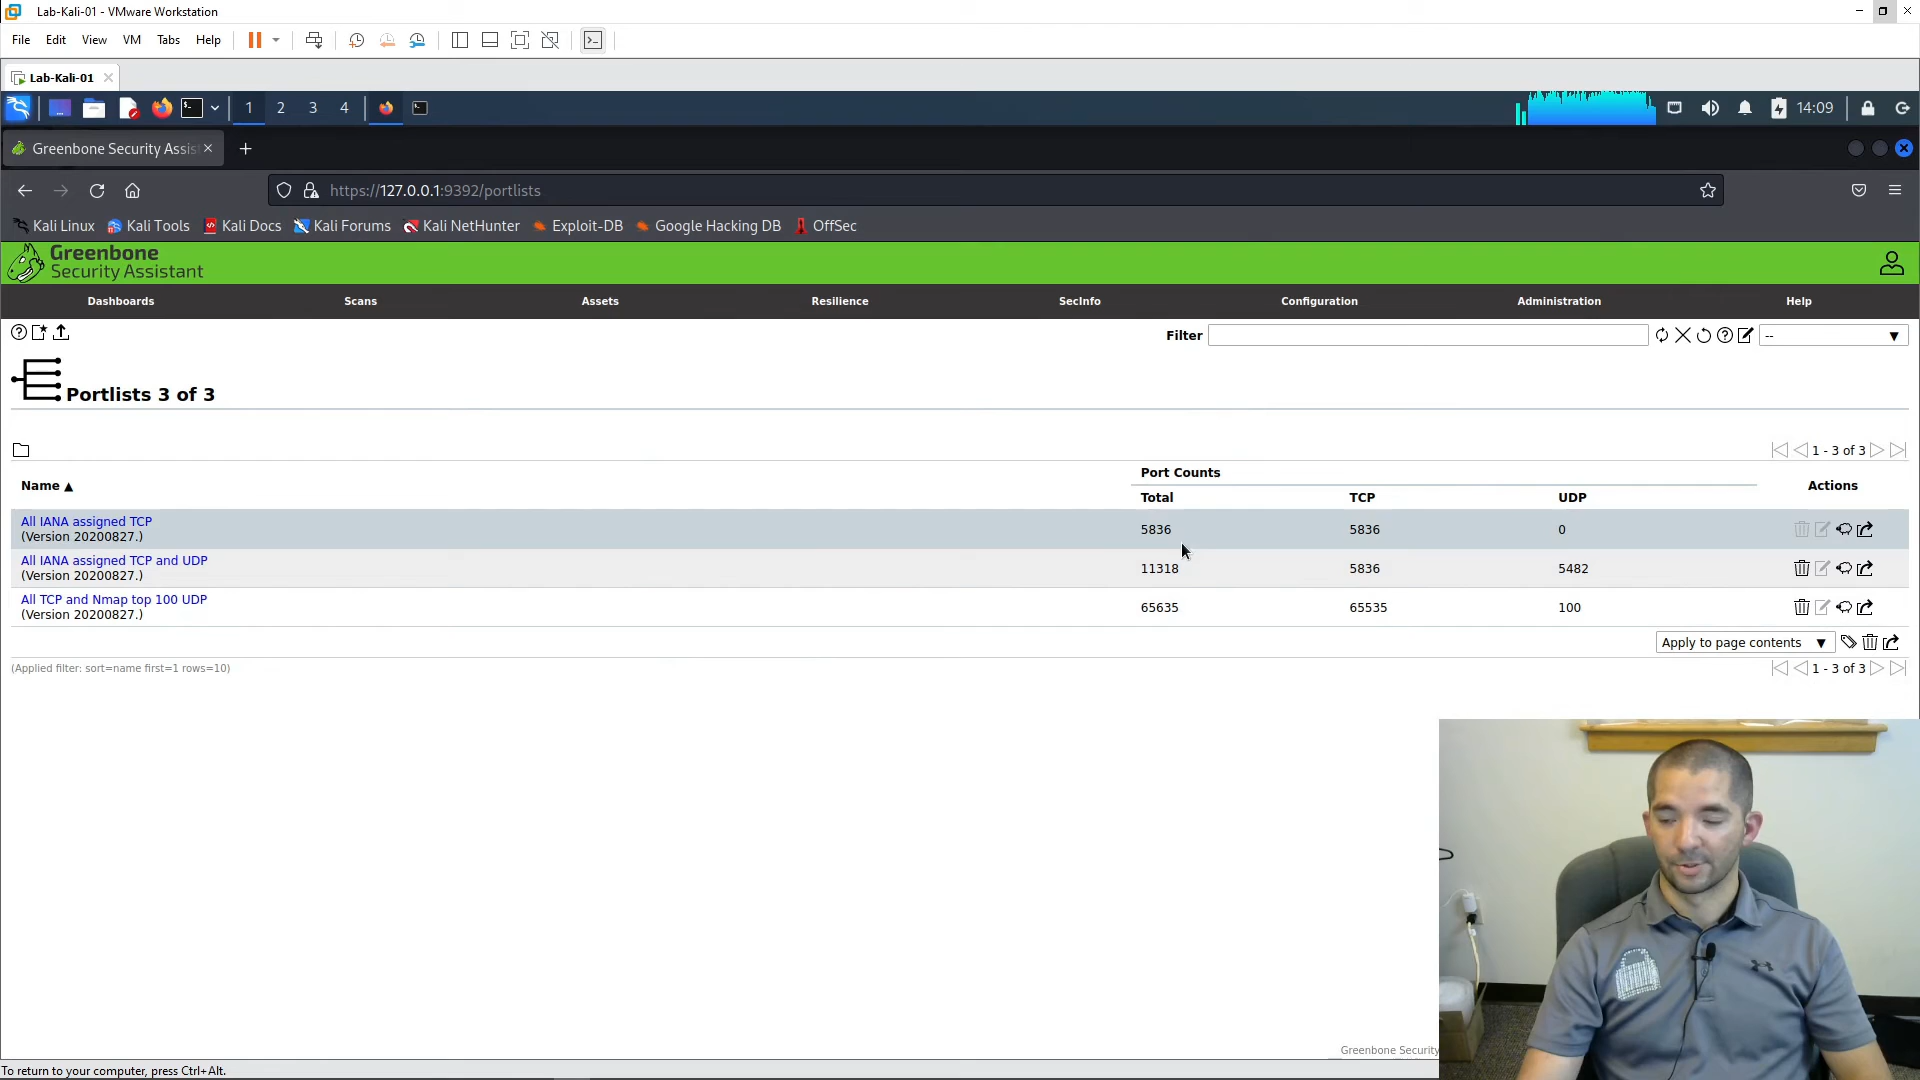 Lab-Kali-01 - VMware Workstation
File Edit View VM Tabs Help
Lab-Kali-01
1 2 3 4 14:09
Greenbone Security Assis
https://127.0.0.1:9392/portlists
Kali Linux Kali Tools Kali Docs Kali Forums Kali NetHunter Exploit-DB Google Hacking DB OffSec
Greenbone
Security Assistant
Dashboards Scans Assets Resilience SecInfo Configuration Administration Help
Filter --
Portlists 3 of 3
1 - 3 of 3
Port Counts
Name ▲ Actions
Total TCP UDP
All IANA assigned TCP
(Version 20200827.)
5836 5836 0
All IANA assigned TCP and UDP
(Version 20200827.)
11318 5836 5482
All TCP and Nmap top 100 UDP
(Version 20200827.)
65635 65535 100
Apply to page contents ▼
(Applied filter: sort=name first=1 rows=10)
1 - 3 of 3
Greenbone Security
To return to your computer, press Ctrl+Alt.